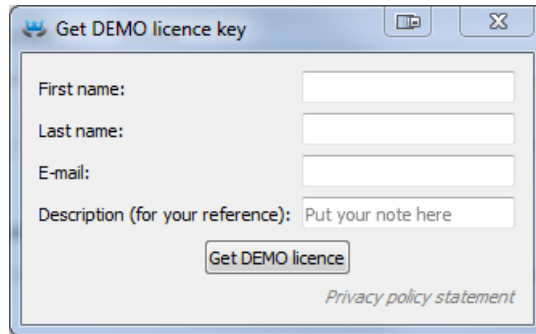 Get DEMO licence key
First name:
Last name:
E-mail:
Description (for your reference): Put your note here
Get DEMO licence
Privacy policy statement